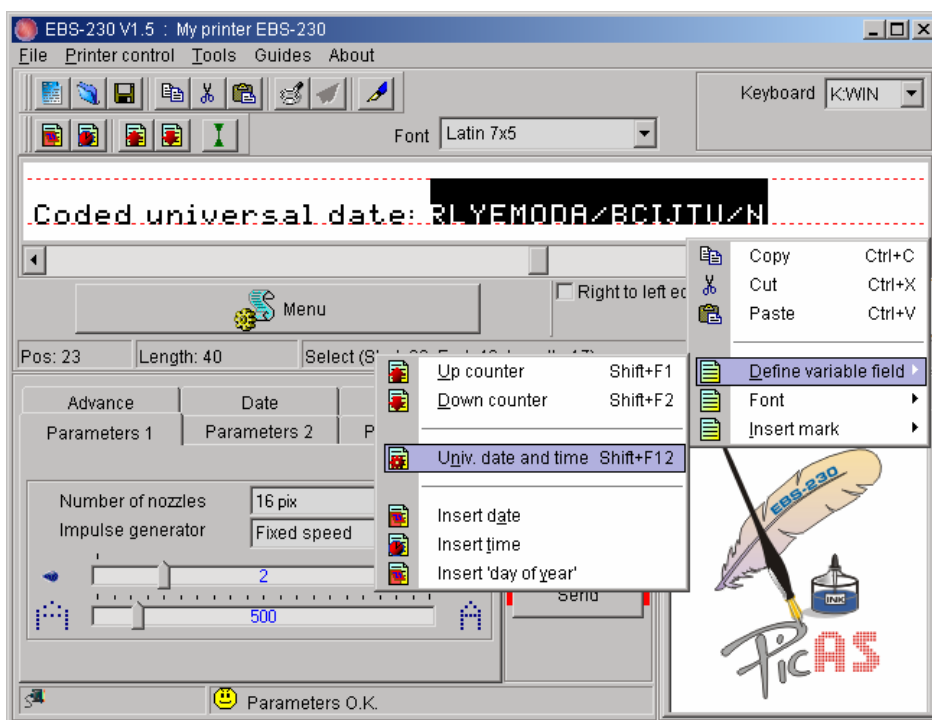 EBS-230 V1.5 : My printer EBS-230
File Printer control Tools Guides About
Keyboard K:WIN
Font Latin 7x5
Coded universal date: RLYEMODA/BCIJTU/N
Copy Ctrl+C
Cut Ctrl+X
Paste Ctrl+V
Define variable field
Font
Insert mark
Menu
Right to left ed
Pos: 23 Length: 40
Up counter Shift+F1
Down counter Shift+F2
Univ. date and time Shift+F12
Insert date
Insert time
Insert 'day of year'
Advance Date
Parameters 1 Parameters 2 P
Number of nozzles 16 pix
Impulse generator Fixed speed
2
500
Send
EBS-230
INK
PicAS
Parameters O.K.